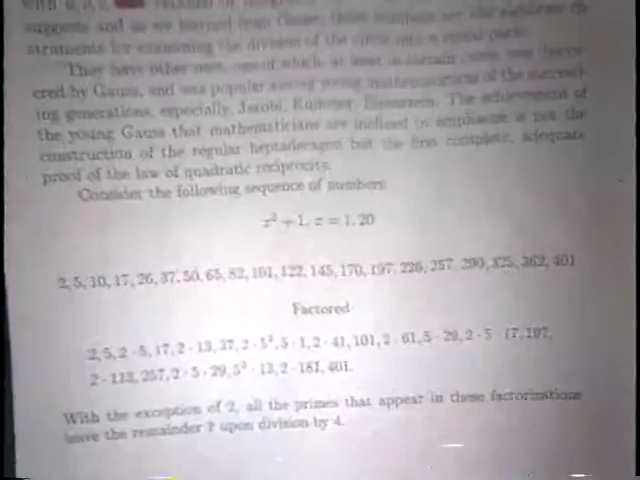 suggests and as we learned from Gauss, these numbers are the
struments for examining the division of the circle into n equal parts.
They have other uses, one of which, at least in certain cases, was discov-
ered by Gauss, and was popular among young mathematicians of the succeed-
ing generations, especially, Jacobi, Kummer, Eisenstein. The achievement of
the young Gauss that mathematicians are inclined to emphasize is not the
construction of the regular heptadecagon but the first complete, adequate
proof of the law of quadratic reciprocity.
Consider the following sequence of numbers:
x² + 1, x = 1, 20
2, 5, 10, 17, 26, 37, 50, 65, 82, 101, 122, 145, 170, 197, 226, 257, 290, 325, 362, 401
Factored
2, 5, 2 · 5, 17, 2 · 13, 37, 2 · 5², 5 · 1, 2 · 41, 101, 2 · 61, 5 · 29, 2 · 5 · 17, 197,
2 · 113, 257, 2 · 5 · 29, 5² · 13, 2 · 181, 401.
With the exception of 2, all the primes that appear in these factorizations
leave the remainder 1 upon division by 4.